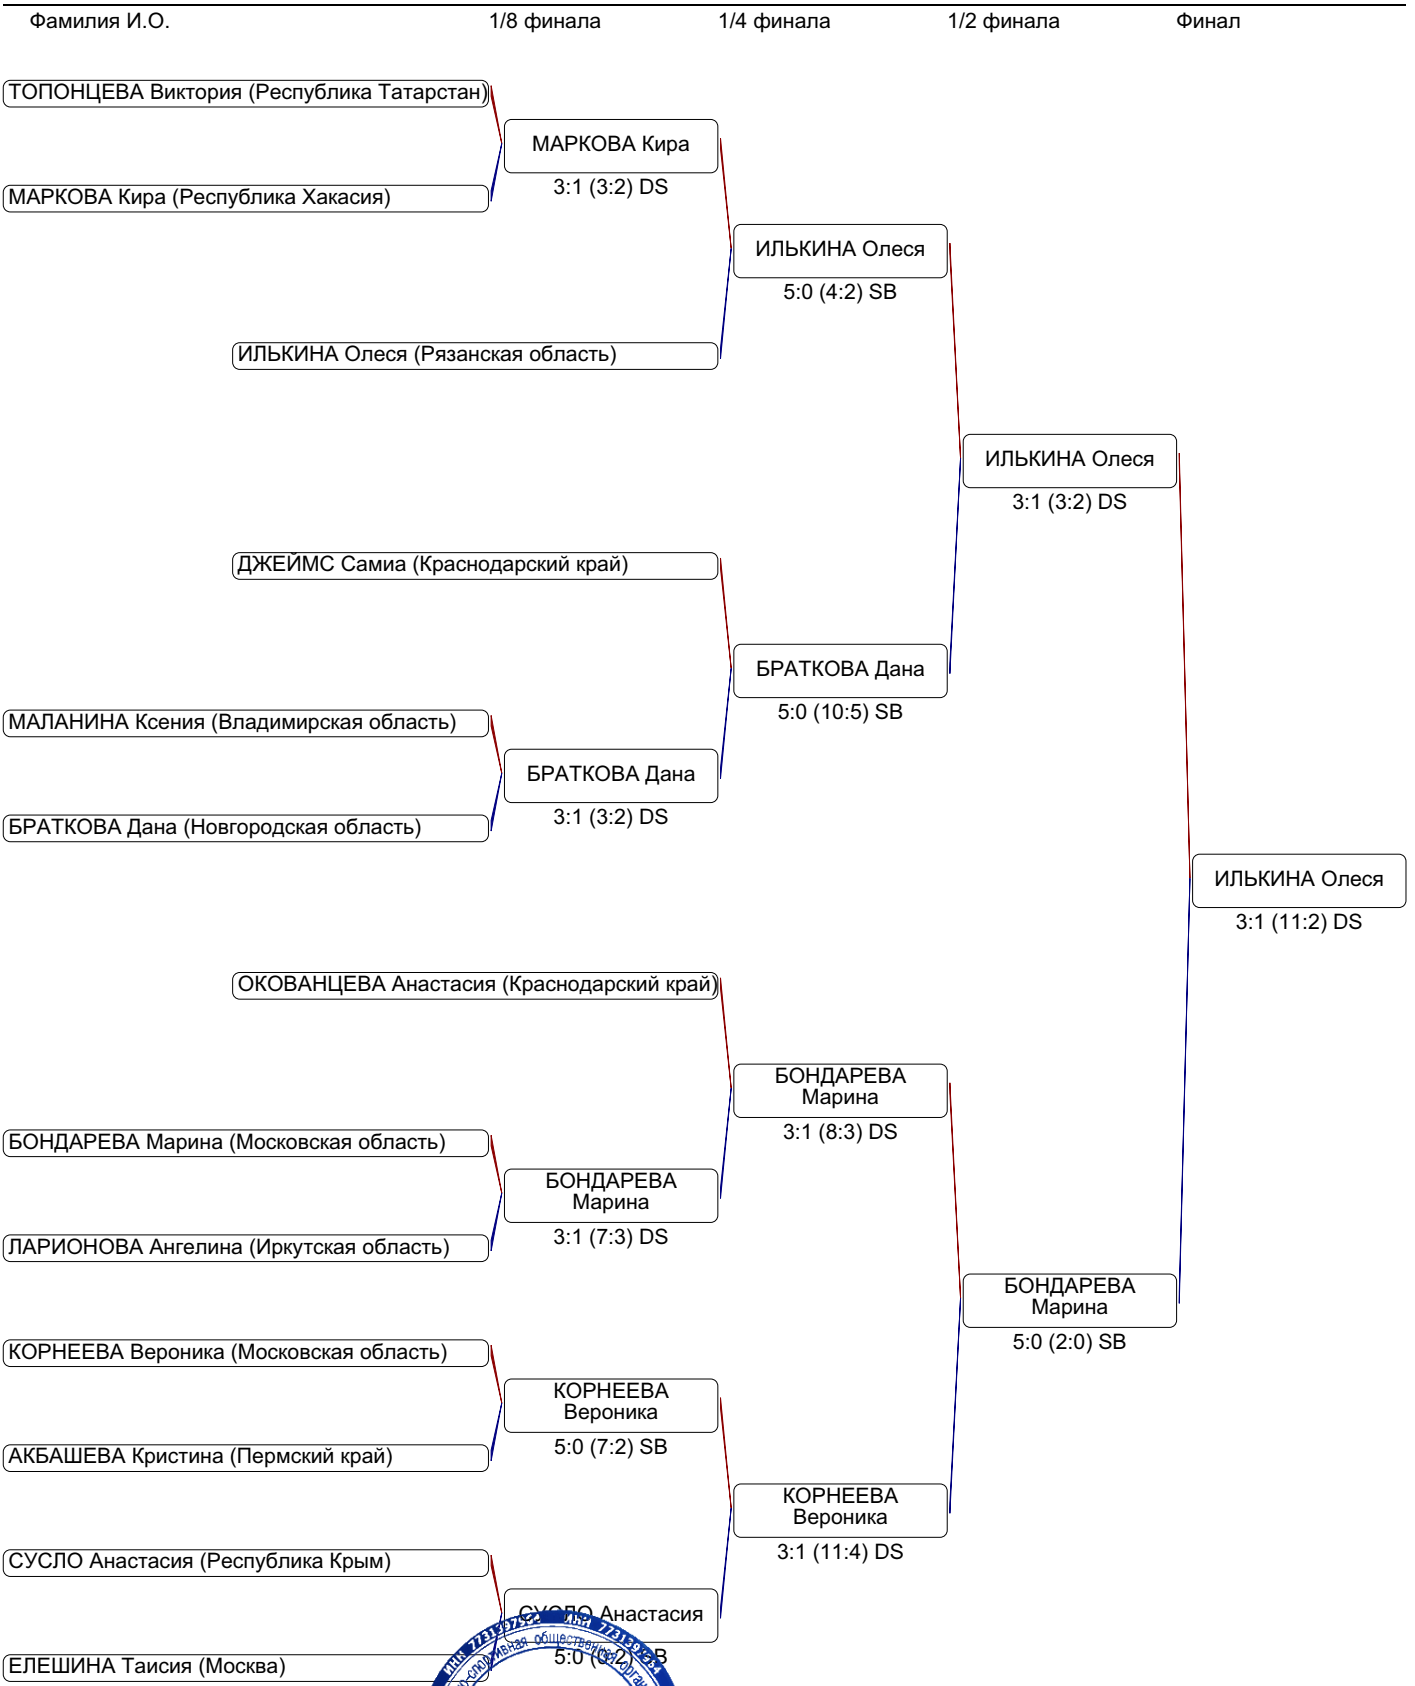 Фамилия И.О. 1/8 финала 1/4 финала 1/2 финала Финал
ТОПОНЦЕВА Виктория (Республика Татарстан)
МАРКОВА Кира
3:1 (3:2) DS
МАРКОВА Кира (Республика Хакасия)
ИЛЬКИНА Олеся
5:0 (4:2) SB
ИЛЬКИНА Олеся (Рязанская область)
ИЛЬКИНА Олеся
3:1 (3:2) DS
ДЖЕЙМС Самиа (Краснодарский край)
БРАТКОВА Дана
5:0 (10:5) SB
МАЛАНИНА Ксения (Владимирская область)
БРАТКОВА Дана
3:1 (3:2) DS
БРАТКОВА Дана (Новгородская область)
ИЛЬКИНА Олеся
3:1 (11:2) DS
ОКОВАНЦЕВА Анастасия (Краснодарский край)
БОНДАРЕВА
Марина
3:1 (8:3) DS
БОНДАРЕВА Марина (Московская область)
БОНДАРЕВА
Марина
3:1 (7:3) DS
ЛАРИОНОВА Ангелина (Иркутская область)
БОНДАРЕВА
Марина
5:0 (2:0) SB
КОРНЕЕВА Вероника (Московская область)
КОРНЕЕВА
Вероника
5:0 (7:2) SB
АКБАШЕВА Кристина (Пермский край)
КОРНЕЕВА
Вероника
3:1 (11:4) DS
СУСЛО Анастасия (Республика Крым)
СУСЛО Анастасия
5:0
ЕЛЕШИНА Таисия (Москва)
ИНН
общественная